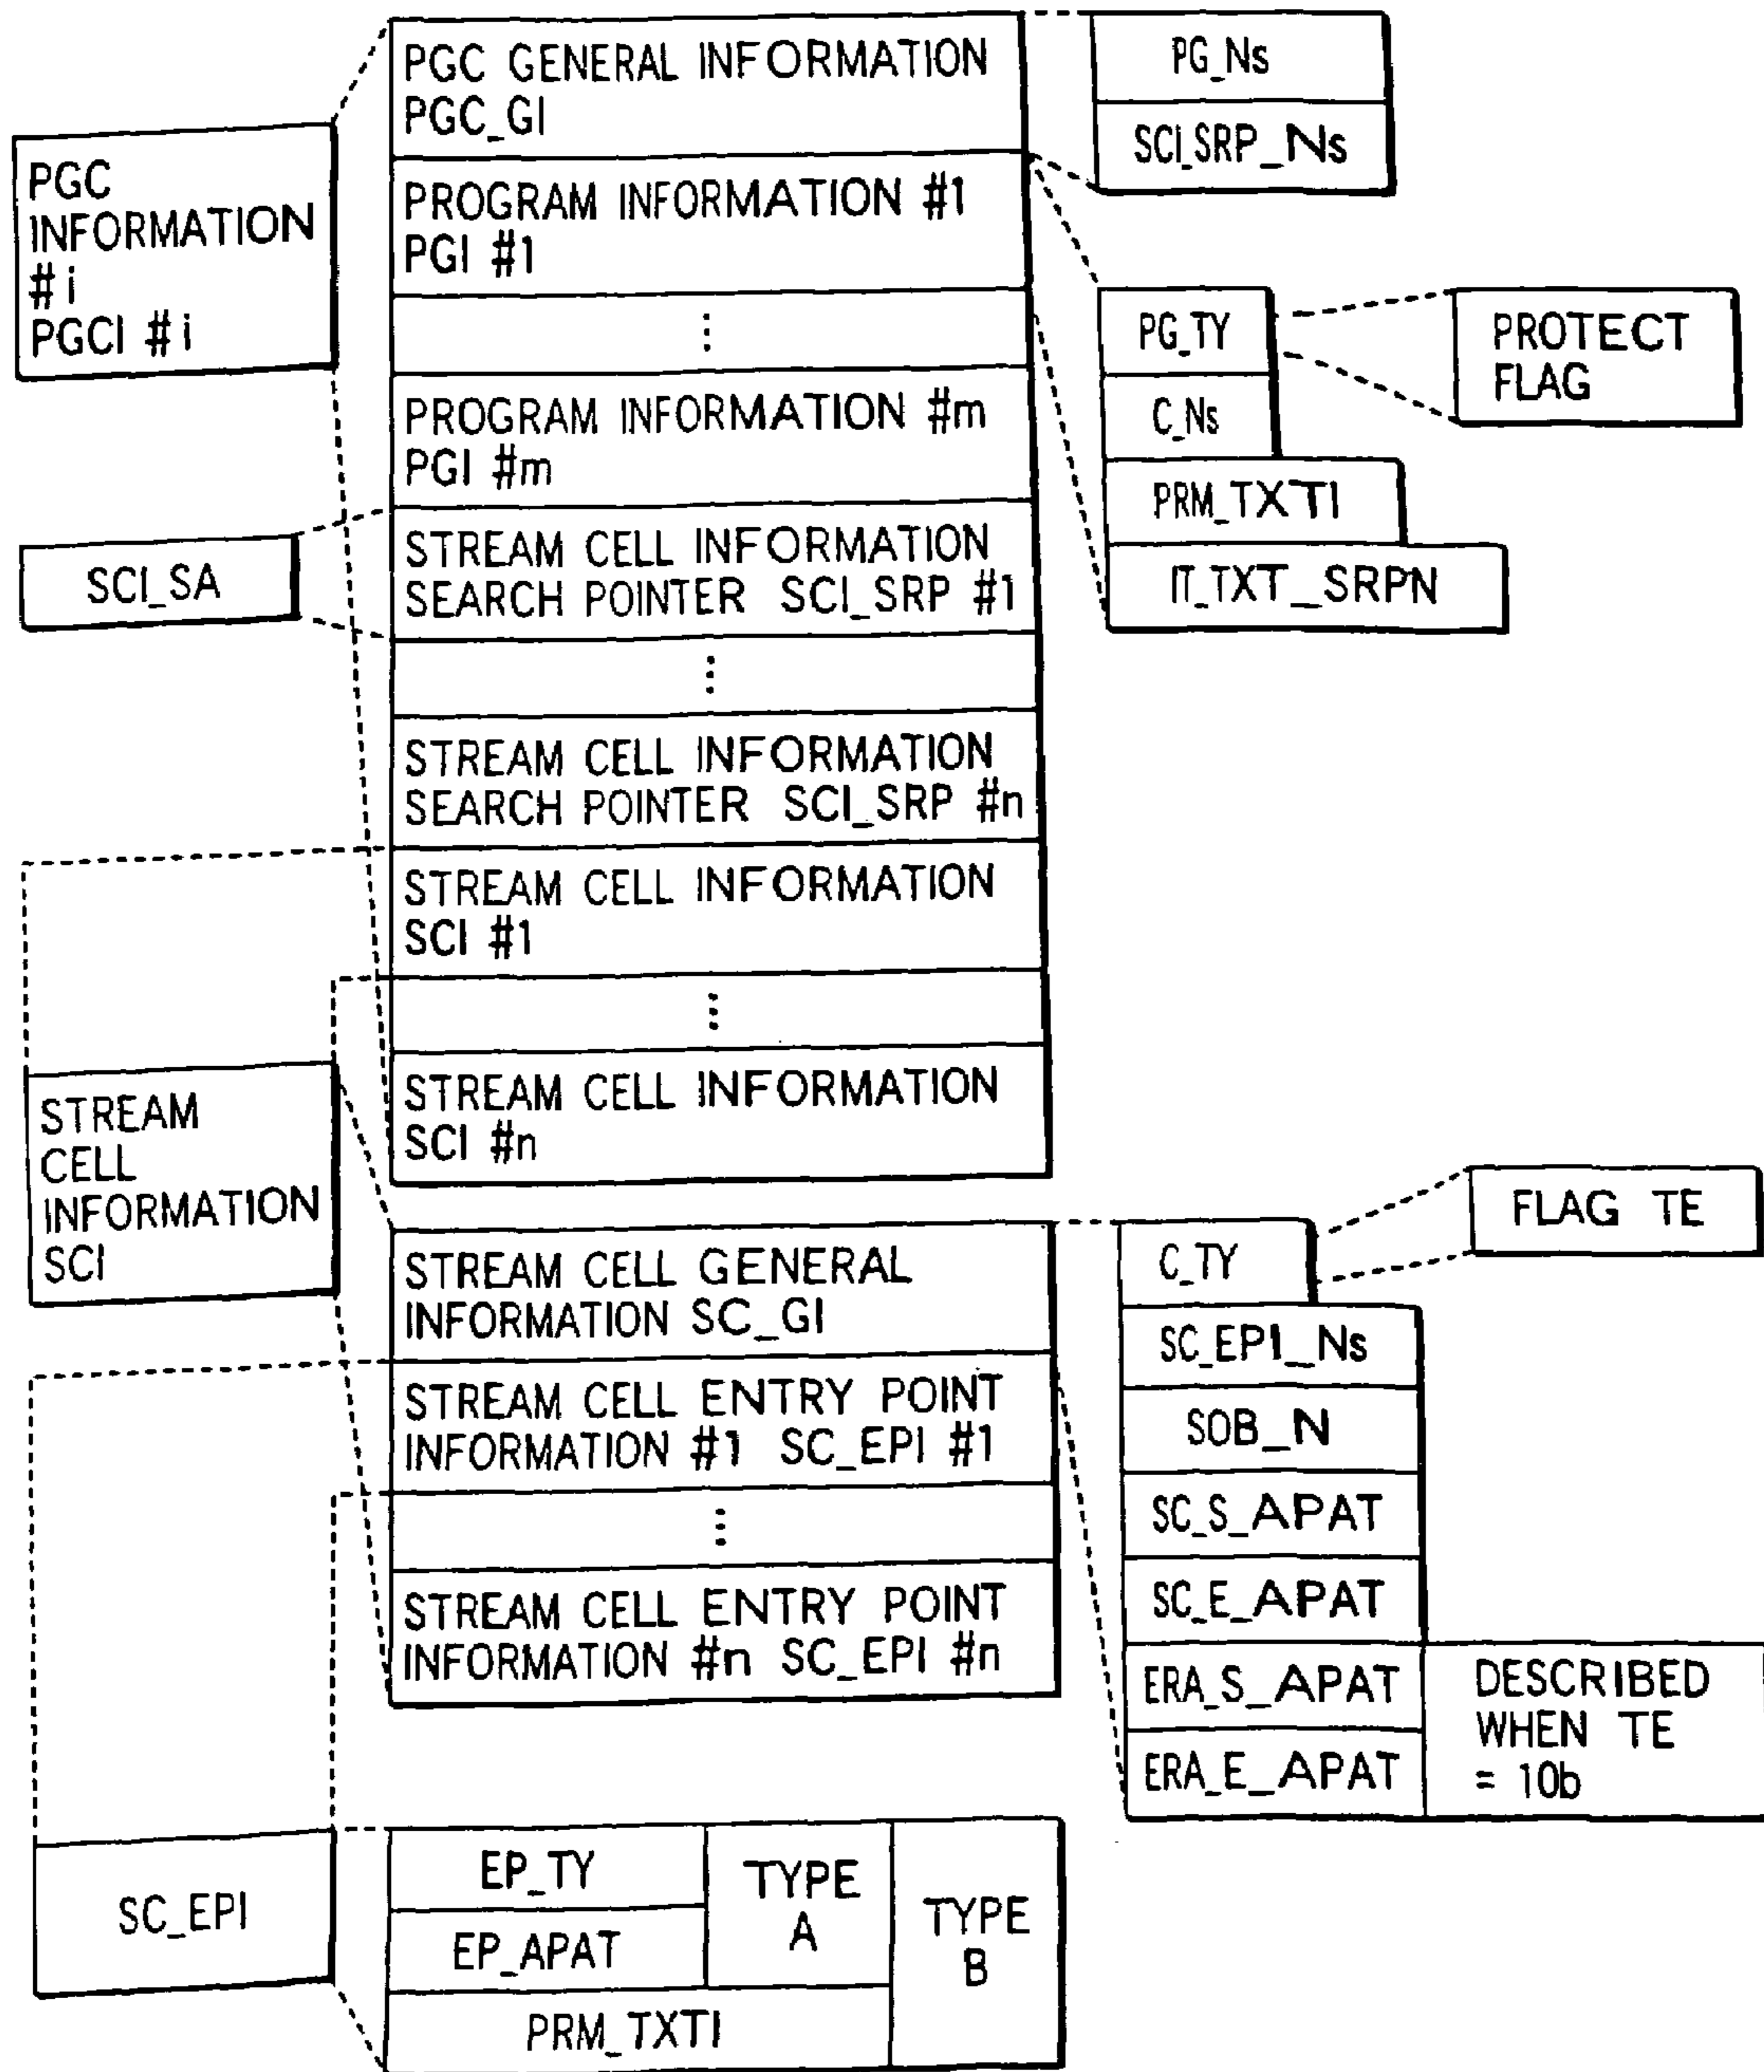 PGC
INFORMATION
# i
PGCI # i
PGC GENERAL INFORMATION
PGC_GI
PROGRAM INFORMATION #1
PGI #1
⋮
PROGRAM INFORMATION #m
PGI #m
STREAM CELL INFORMATION
SEARCH POINTER SCI_SRP #1
⋮
STREAM CELL INFORMATION
SEARCH POINTER SCI_SRP #n
STREAM CELL INFORMATION
SCI #1
⋮
STREAM CELL INFORMATION
SCI #n
PG_Ns
SCI_SRP_Ns
PG_TY
C_Ns
PRM_TXTI
IT_TXT_SRPN
PROTECT
FLAG
SCI_SA
STREAM
CELL
INFORMATION
SCI
STREAM CELL GENERAL
INFORMATION SC_GI
STREAM CELL ENTRY POINT
INFORMATION #1 SC_EPI #1
⋮
STREAM CELL ENTRY POINT
INFORMATION #n SC_EPI #n
C_TY
SC_EPI_Ns
SOB_N
SC_S_APAT
SC_E_APAT
ERA_S_APAT
ERA_E_APAT
FLAG TE
DESCRIBED
WHEN TE
= 10b
SC_EPI
EP_TY
EP_APAT
PRM_TXTI
TYPE
A
TYPE
B